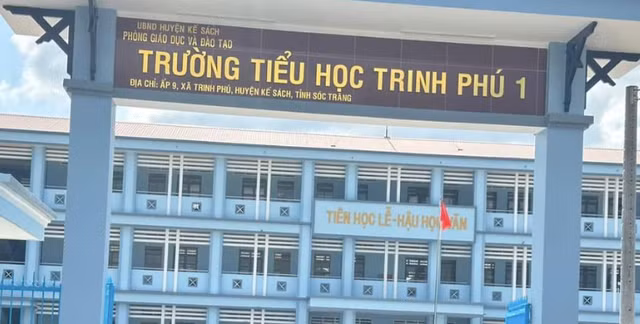 UBND HUYỆN KẾ SÁCH
PHÒNG GIÁO DỤC VÀ ĐÀO TẠO
TRƯỜNG TIỂU HỌC TRINH PHÚ 1
ĐỊA CHỈ: ẤP 9, XÃ TRINH PHÚ, HUYỆN KẾ SÁCH, TỈNH SÓC TRĂNG
TIÊN HỌC LỄ - HẬU HỌC VĂN